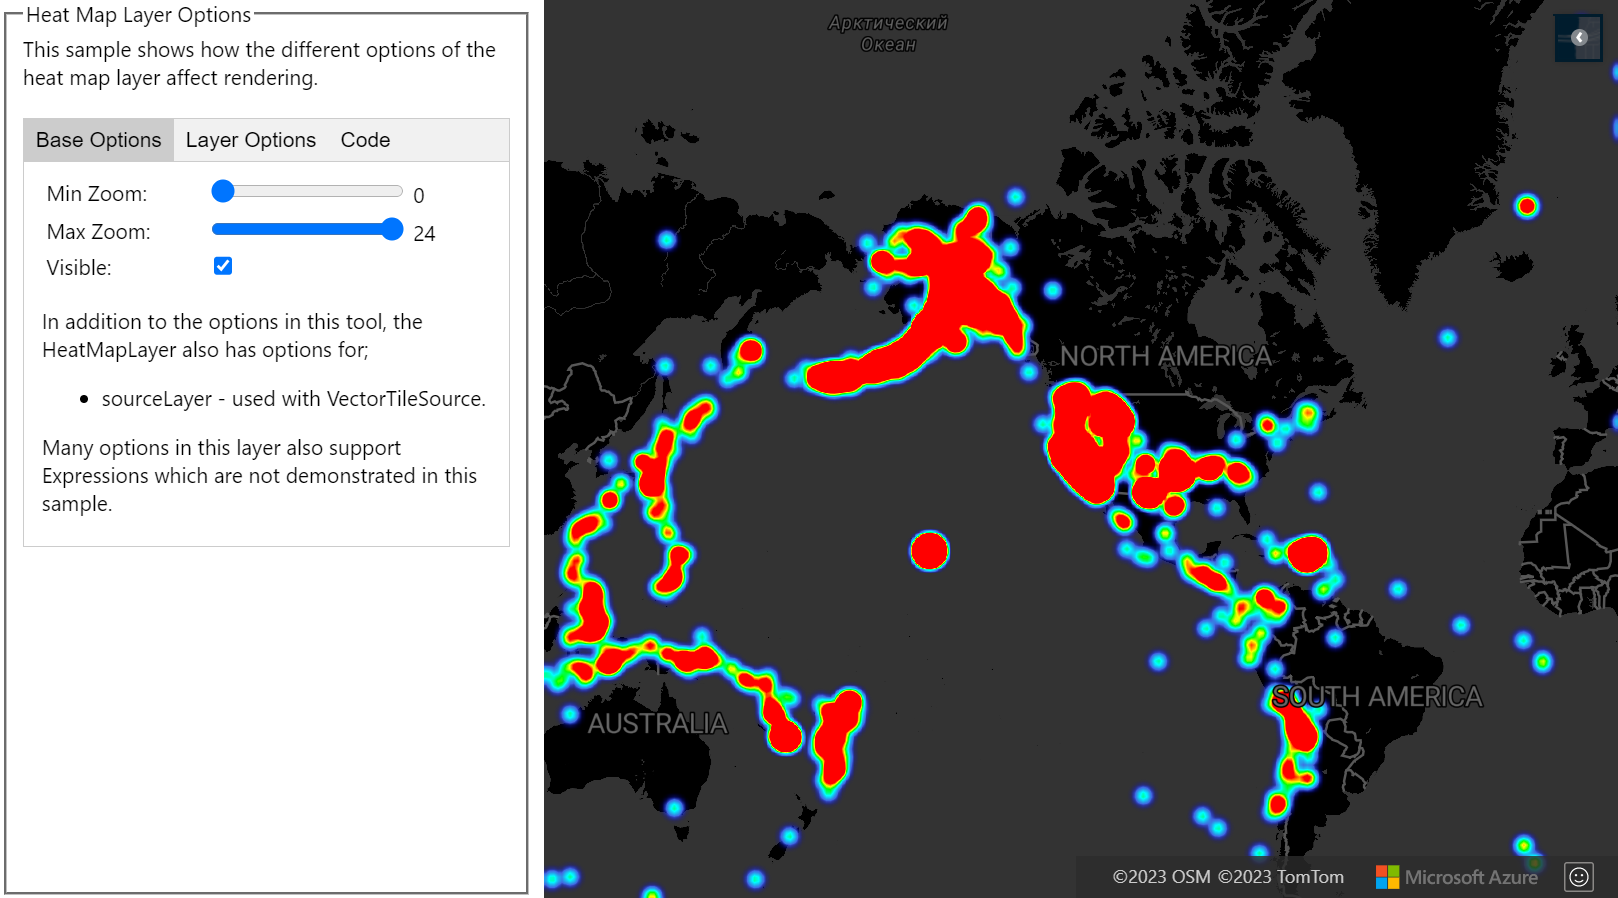 Heat Map Layer Options
This sample shows how the different options of the
heat map layer affect rendering.
Base Options Layer Options Code
Min Zoom: 0
Max Zoom: 24
Visible:
In addition to the options in this tool, the
HeatMapLayer also has options for;
• sourceLayer - used with VectorTileSource.
Many options in this layer also support
Expressions which are not demonstrated in this
sample.
Арктический
Океан
NORTH AMERICA
SOUTH AMERICA
AUSTRALIA
©2023 OSM ©2023 TomTom Microsoft Azure